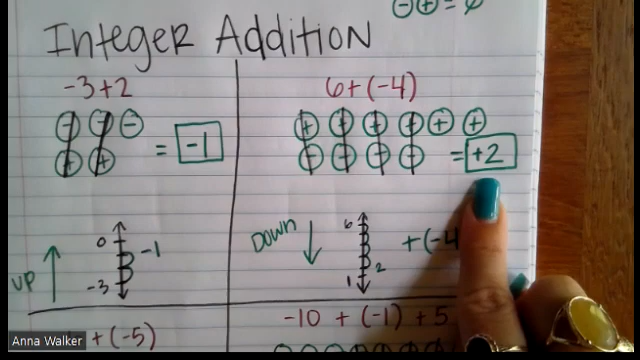 ⊖⊕ = 0
Integer Addition
-3+2
6+(-4)
⊖ ⊖ ⊖
⊕ ⊕
= -1
⊕ ⊕ ⊕ ⊕ ⊕ ⊕
⊖ ⊖ ⊖ ⊖
= +2
UP
0
-1
-3
DOWN
6
2
1
+(-4
-10 + (-1) + 5
+ (-5)
Anna Walker